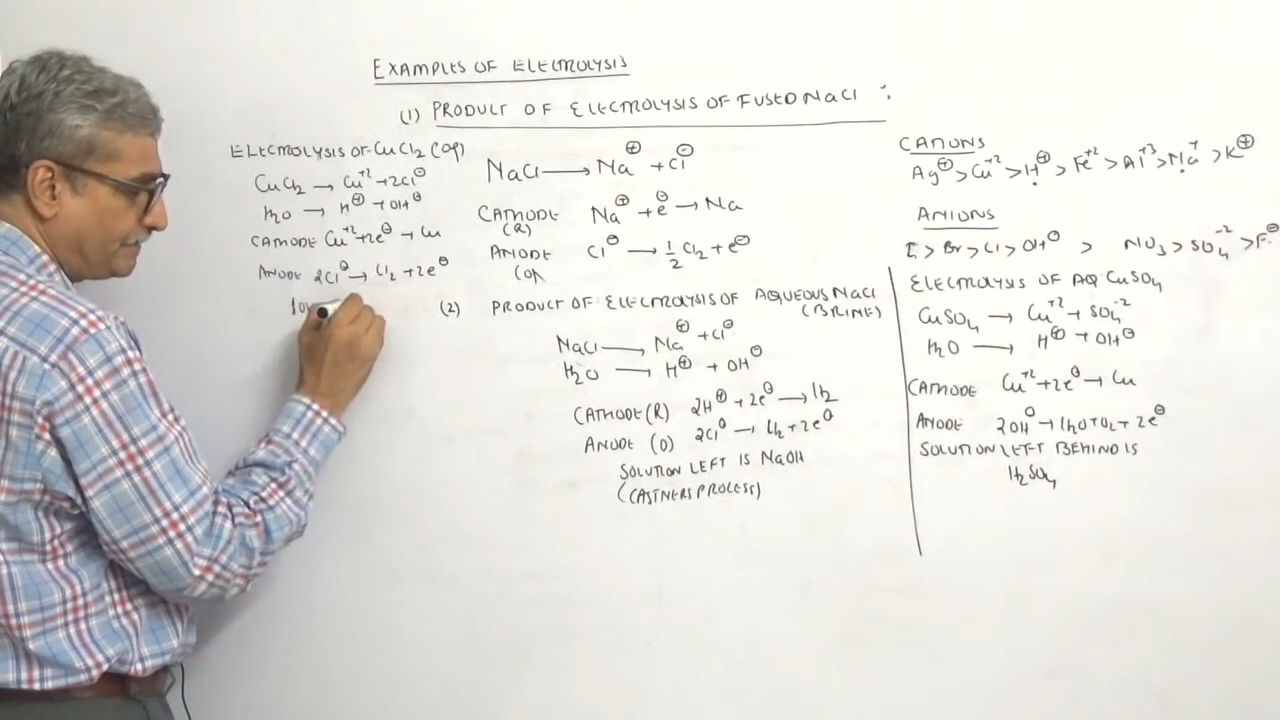 EXAMPLES OF ELECTROLYSIS
(1) PRODUCT OF ELECTROLYSIS OF FUSED NaCl :
ELECTROLYSIS OF CuCl₂ (aq)
CuCl₂ → Cu⁺² + 2Cl⊖
H₂O → H⊕ + OH⊖
CATHODE Cu⁺² + 2e⊖ → Cu
ANODE 2Cl⊖ → Cl₂ + 2e⊖
NaCl → Na⊕ + Cl⊖
CATHODE Na⊕ + e⊖ → Na
(R)
ANODE Cl⊖ → 1/2 Cl₂ + e⊖
(O)
(2) PRODUCT OF ELECTROLYSIS OF AQUEOUS NaCl
(BRINE)
NaCl → Na⊕ + Cl⊖
H₂O → H⊕ + OH⊖
CATHODE (R) 2H⊕ + 2e⊖ → H₂
ANODE (O) 2Cl⊖ → Cl₂ + 2e⊖
SOLUTION LEFT IS NaOH
(CASTNERS PROCESS)
CATIONS
Ag⊕ > Cu⁺² > H⊕ > Fe⁺² > Al⁺³ > Na⁺ > K⊕
ANIONS
I > Br > Cl > OH⊖ > NO₃ > SO₄⁻² > F⊖
ELECTROLYSIS OF AQ CuSO₄
CuSO₄ → Cu⁺² + SO₄⁻²
H₂O → H⊕ + OH⊖
CATHODE Cu⁺² + 2e⊖ → Cu
ANODE 2OH⊖ → H₂O + O₂ + 2e⊖
SOLUTION LEFT BEHIND IS
H₂SO₄